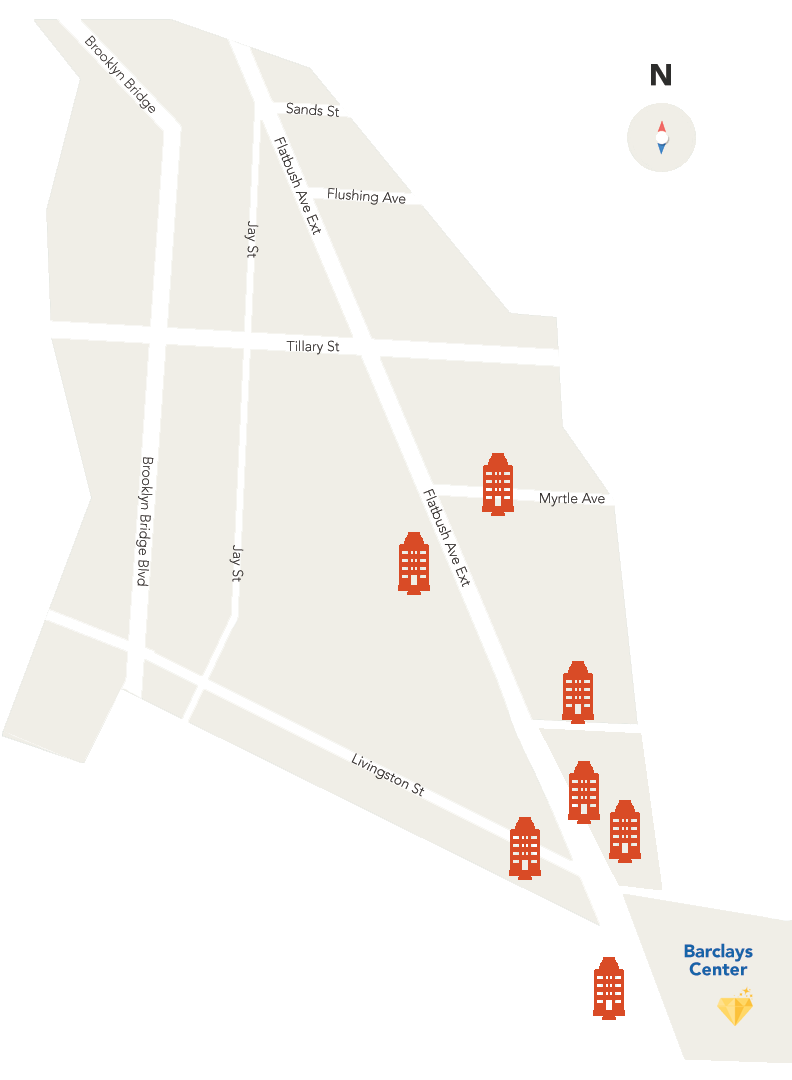 N
Brooklyn Bridge
Sands St
Flatbush Ave Ext
Flushing Ave
Jay St
Tillary St
Brooklyn Bridge Blvd
Myrtle Ave
Flatbush Ave Ext
Jay St
Livingston St
Barclays
Center